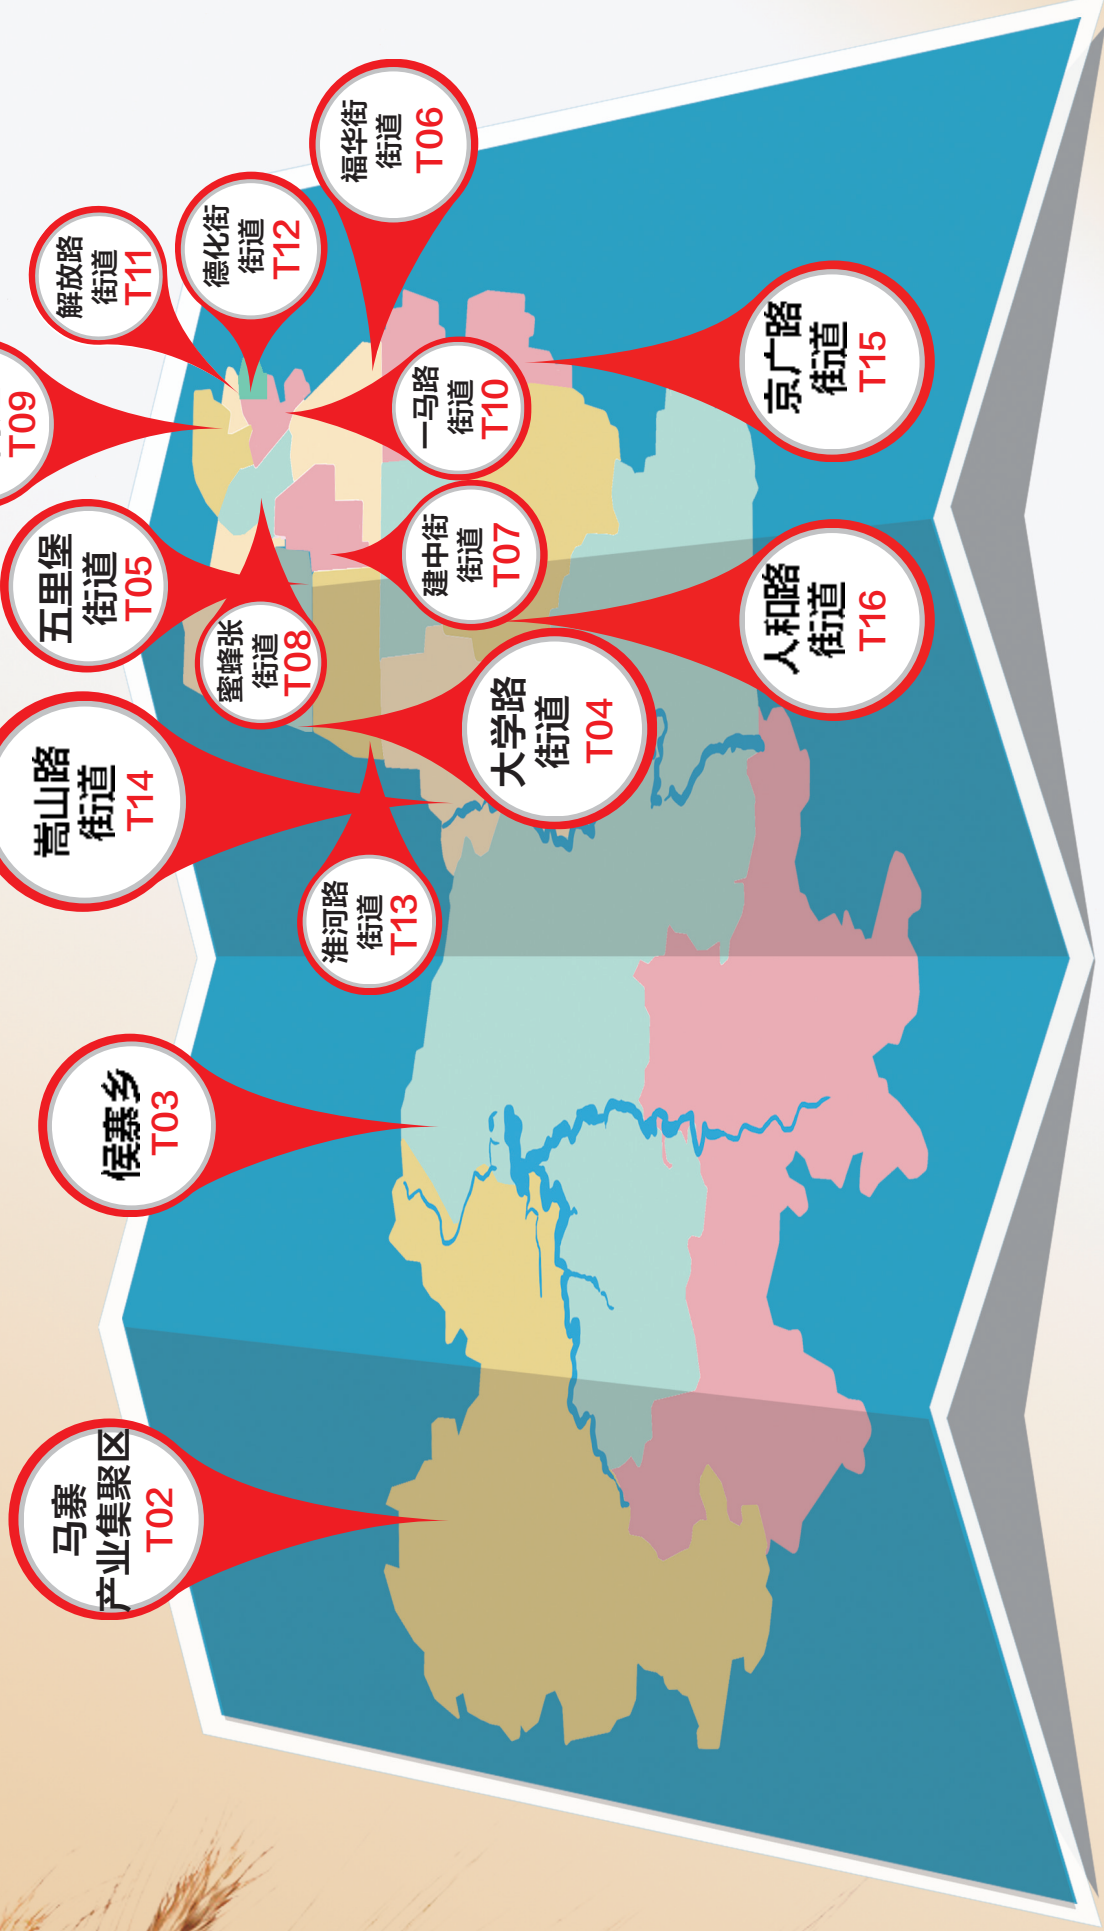 马寨
产业集聚区
T02
侯寨乡
T03
嵩山路
街道
T14
淮河路
街道
T13
大学路
街道
T04
蜜蜂张
街道
T08
五里堡
街道
T05
建中街
街道
T07
人和路
街道
T16
T09
一马路
街道
T10
京广路
街道
T15
解放路
街道
T11
德化街
街道
T12
福华街
街道
T06